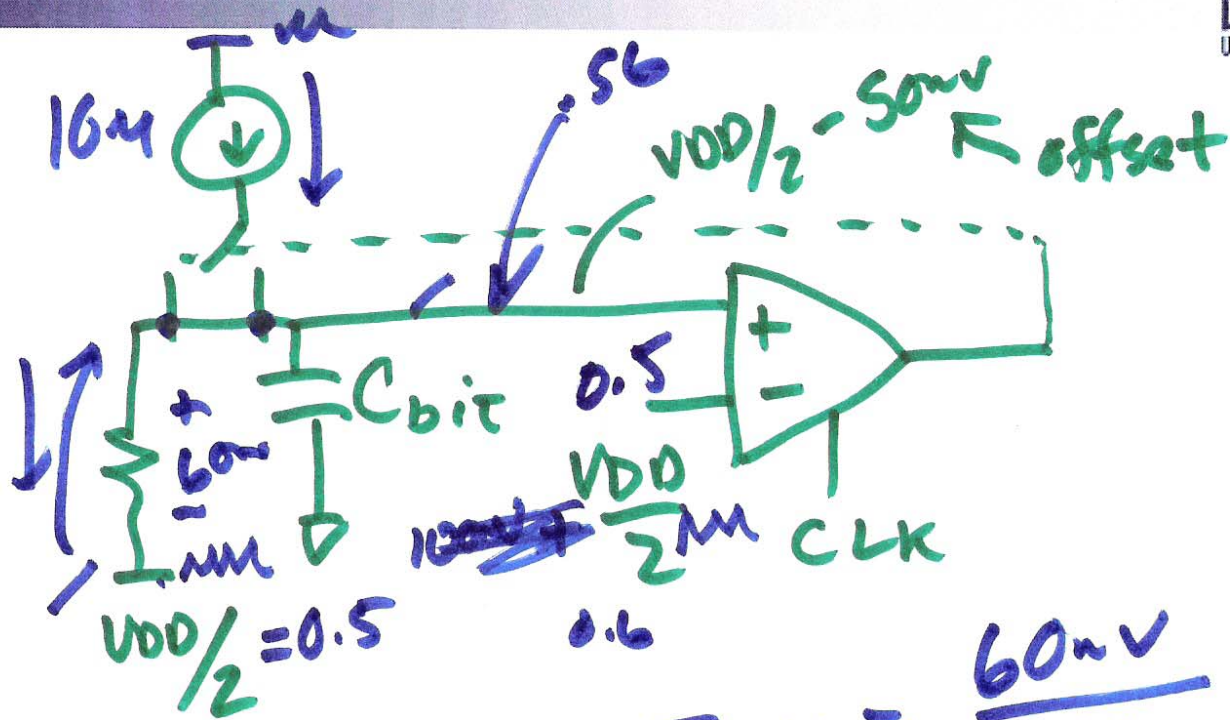 10μ
.56
VDD/2 - 50mV
offset
+
-
+
60m
-
Cbit
0.5
VDD/2
CLK
VDD/2 = 0.5
0.6
60mV